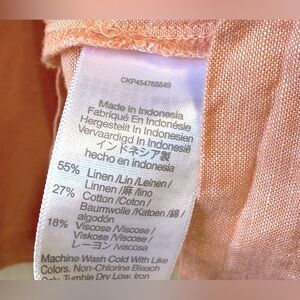 CKP454768849
Made in Indonesia
Fabriqué En Indonésie
Hergestellt In Indonesien
Vervaardigd In Indonesië
インドネシア製
hecho en indonesia
55% Linen/Lin/Leinen/
Linnen/麻/lino
27% Cotton/Coton/
Baumwolle/Katoen/綿/
algodón
18% Viscose/Viscose/
Viskose/Viscose/
レーヨン/viscosa
Machine Wash Cold With Like
Colors. Non-Chlorine Bleach
Only. Tumble Dry Low. Iron